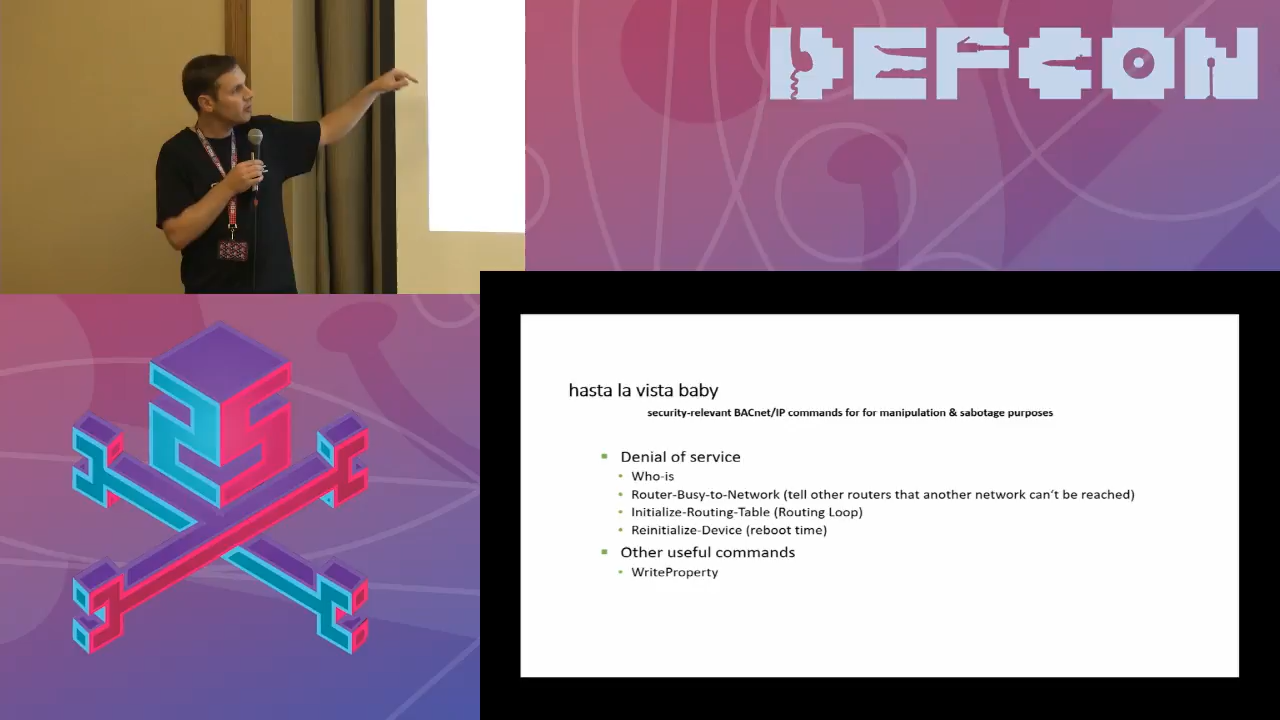 DEFCON
hasta la vista baby
security-relevant BACnet/IP commands for for manipulation & sabotage purposes
Denial of service
Who-is
Router-Busy-to-Network (tell other routers that another network can't be reached)
Initialize-Routing-Table (Routing Loop)
Reinitialize-Device (reboot time)
Other useful commands
WriteProperty